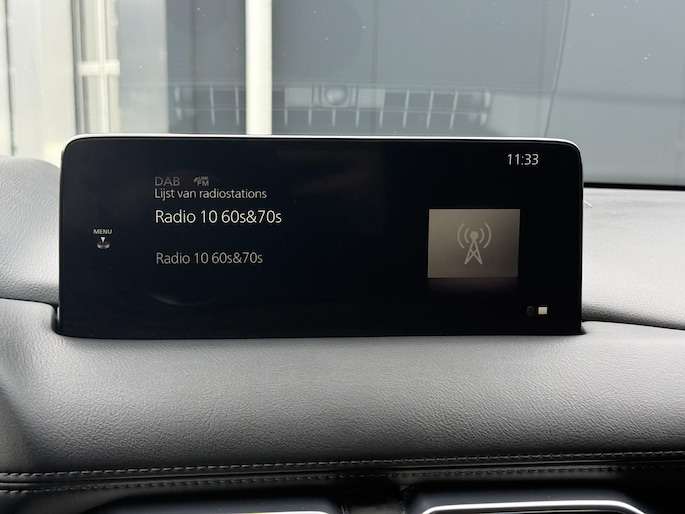 11:33
DAB
FM
Lijst van radiostations
Radio 10 60s&70s
MENU
Radio 10 60s&70s